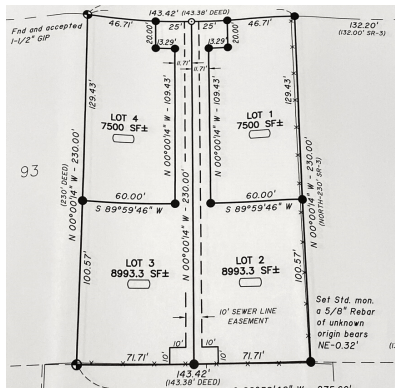 143.42' (143.38' DEED)
46.71'
25'
25'
46.71'
132.20'
(132.00' SR-3)
Fnd and accepted
1-1/2" GIP
20.00'
13.29'
13.29'
20.00'
11.71'
11.71'
129.43'
N 00°00'14" W - 109.43'
N 00°00'14" W - 109.43'
129.43'
LOT 4
7500 SF±
LOT 1
7500 SF±
93
(230' DEED)
N 00°00'14" W - 230.00'
N 00°00'14" W - 230.00'
N 00°00'14" W - 230.00'
(NORTH-230' SR-3)
60.00'
S 89°59'46" W
60.00'
S 89°59'46" W
100.57'
100.57'
LOT 3
8993.3 SF±
LOT 2
8993.3 SF±
10' SEWER LINE
EASEMENT
Set Std. mon.
a 5/8" Rebar
of unknown
origin bears
NE-0.32'
10'
10'
10'
10'
71.71'
71.71'
143.42'
(143.38' DEED)